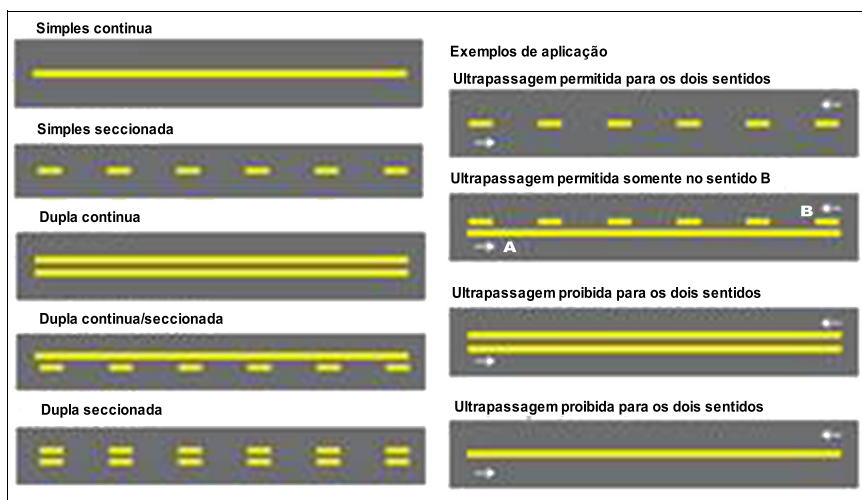 Simples continua
Simples seccionada
Dupla continua
Dupla continua/seccionada
Dupla seccionada
Exemplos de aplicação
Ultrapassagem permitida para os dois sentidos
Ultrapassagem permitida somente no sentido B
B
A
Ultrapassagem proibida para os dois sentidos
Ultrapassagem proibida para os dois sentidos